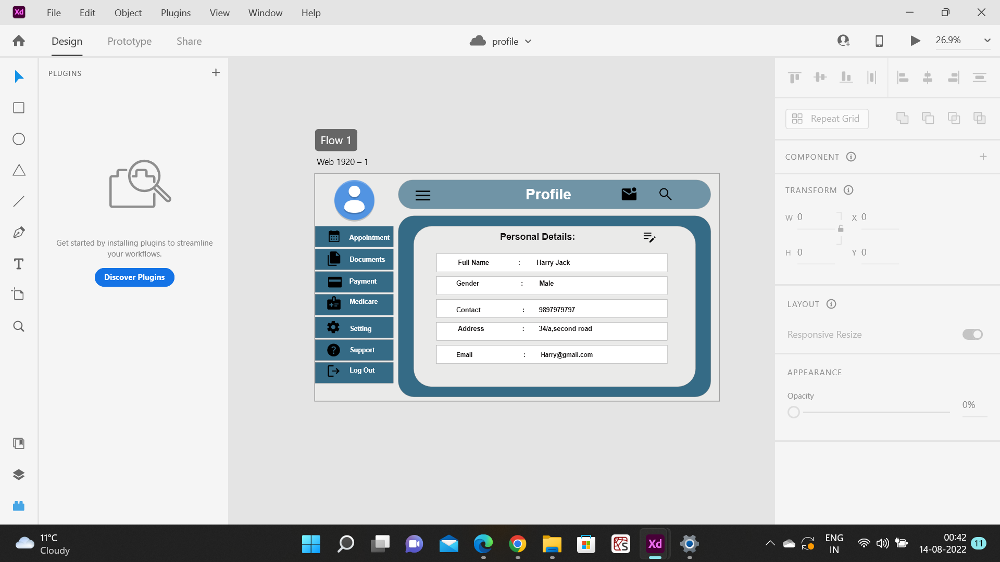 Xd File Edit Object Plugins View Window Help
Design Prototype Share profile 26.9%
PLUGINS
Get started by installing plugins to streamline
your workflows.
Discover Plugins
Flow 1
Web 1920 – 1
Profile
Appointment
Documents
Payment
Medicare
Setting
Support
Log Out
Personal Details:
Full Name : Harry Jack
Gender : Male
Contact : 9897979797
Address : 34/a,second road
Email : Harry@gmail.com
Repeat Grid
COMPONENT
TRANSFORM
W 0 X 0
H 0 Y 0
LAYOUT
Responsive Resize
APPEARANCE
Opacity
0%
11°C
Cloudy
Xd
ENG
IN
00:42
14-08-2022
11